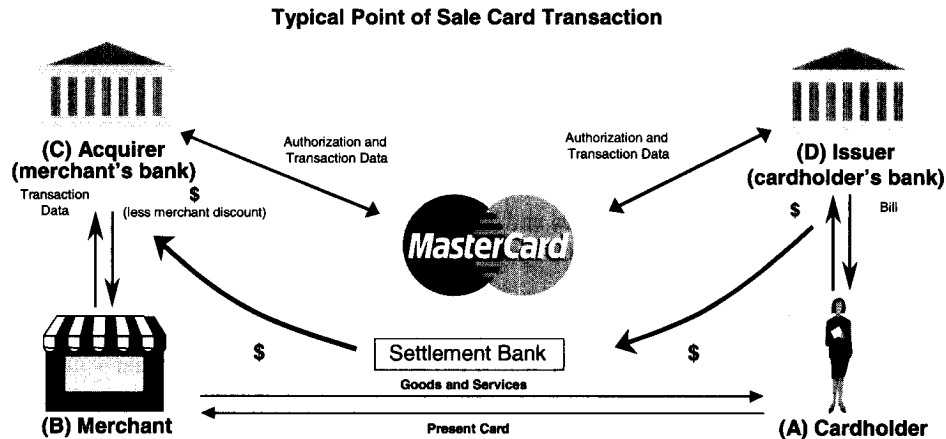 Typical Point of Sale Card Transaction
(C) Acquirer
(merchant's bank)
Authorization and
Transaction Data
Authorization and
Transaction Data
(D) Issuer
(cardholder's bank)
Transaction
Data
$
(less merchant discount)
MasterCard
$
Bill
$
Settlement Bank
$
Goods and Services
(B) Merchant
Present Card
(A) Cardholder